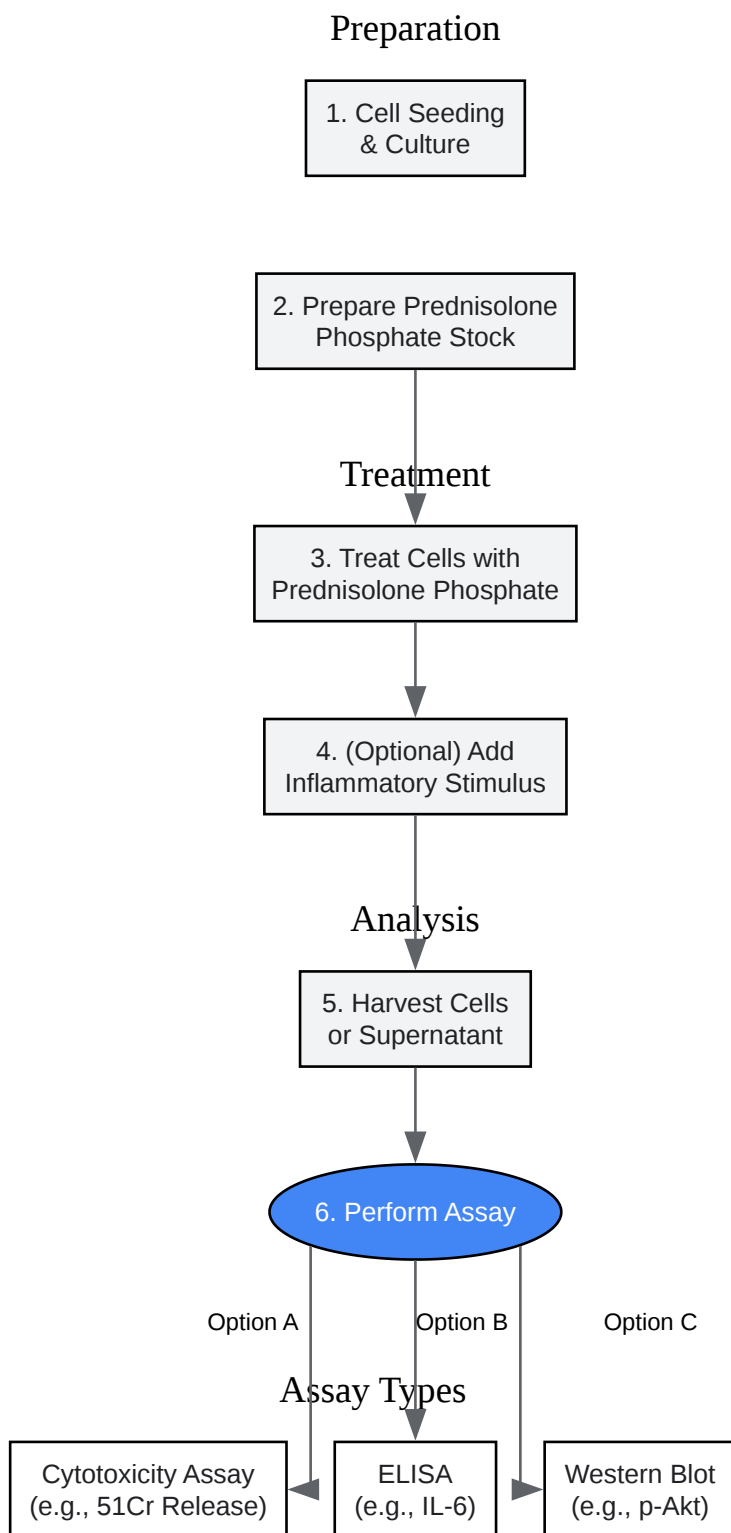 Preparation
1. Cell Seeding
& Culture
2. Prepare Prednisolone
Phosphate Stock
Treatment
3. Treat Cells with
Prednisolone Phosphate
4. (Optional) Add
Inflammatory Stimulus
Analysis
5. Harvest Cells
or Supernatant
6. Perform Assay
Option A
Option B
Option C
Assay Types
Cytotoxicity Assay
(e.g., 51Cr Release)
ELISA
(e.g., IL-6)
Western Blot
(e.g., p-Akt)